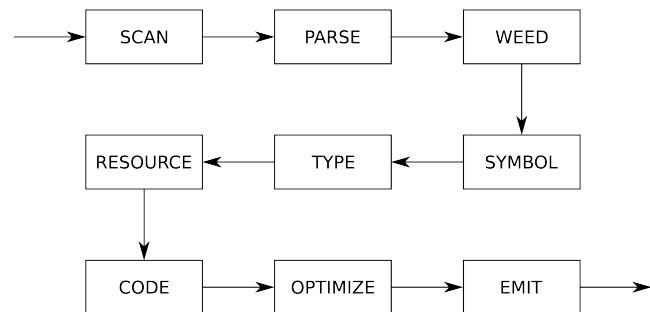 SCAN
PARSE
WEED
RESOURCE
TYPE
SYMBOL
CODE
OPTIMIZE
EMIT